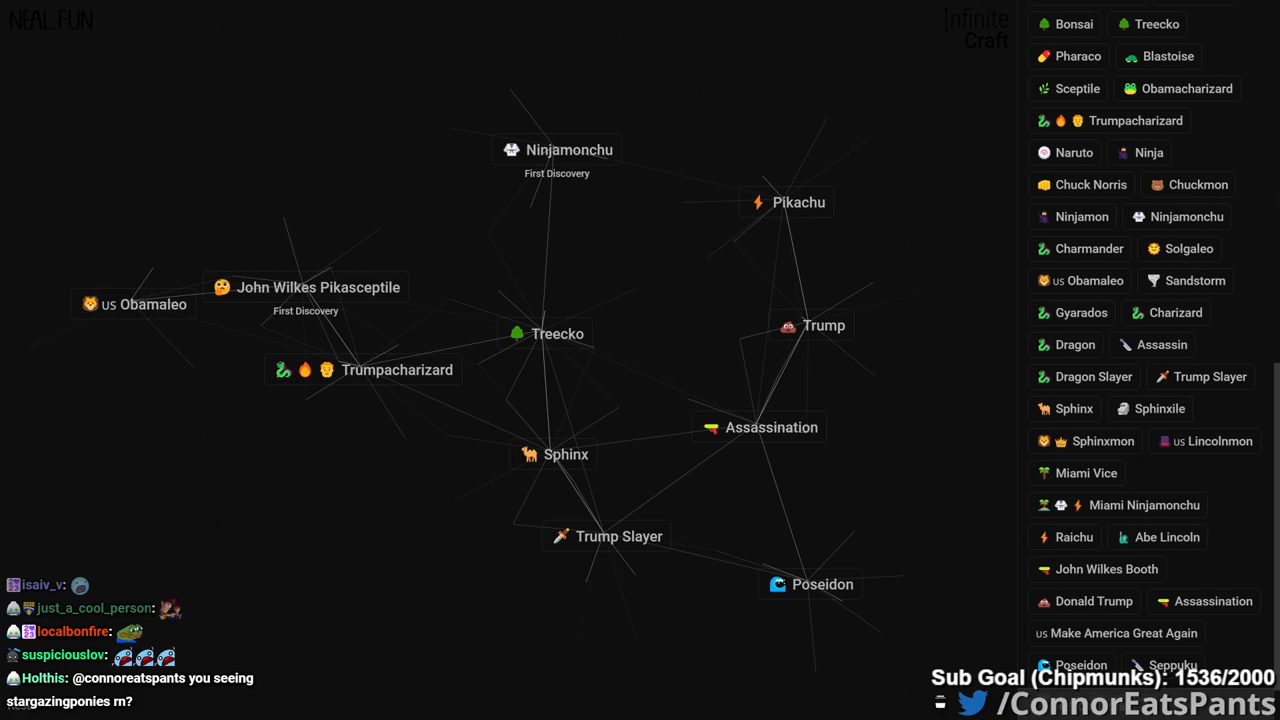 NEAL.FUN
Infinite
Craft
Ninjamonchu
First Discovery
Pikachu
John Wilkes Pikasceptile
First Discovery
US Obamaleo
Treecko
Trump
Trumpacharizard
Assassination
Sphinx
Trump Slayer
Poseidon
Bonsai Treecko
Pharaco Blastoise
Sceptile Obamacharizard
Trumpacharizard
Naruto Ninja
Chuck Norris Chuckmon
Ninjamon Ninjamonchu
Charmander Solgaleo
US Obamaleo Sandstorm
Gyarados Charizard
Dragon Assassin
Dragon Slayer Trump Slayer
Sphinx Sphinxile
Sphinxmon US Lincolnmon
Miami Vice
Miami Ninjamonchu
Raichu Abe Lincoln
John Wilkes Booth
Donald Trump Assassination
US Make America Great Again
Poseidon Seppuku
isaiv_v:
just_a_cool_person:
localbonfire:
suspiciouslov:
Holthis: @connoreatspants you seeing
stargazingponies rn?
Sub Goal (Chipmunks): 1536/2000
/ConnorEatsPants